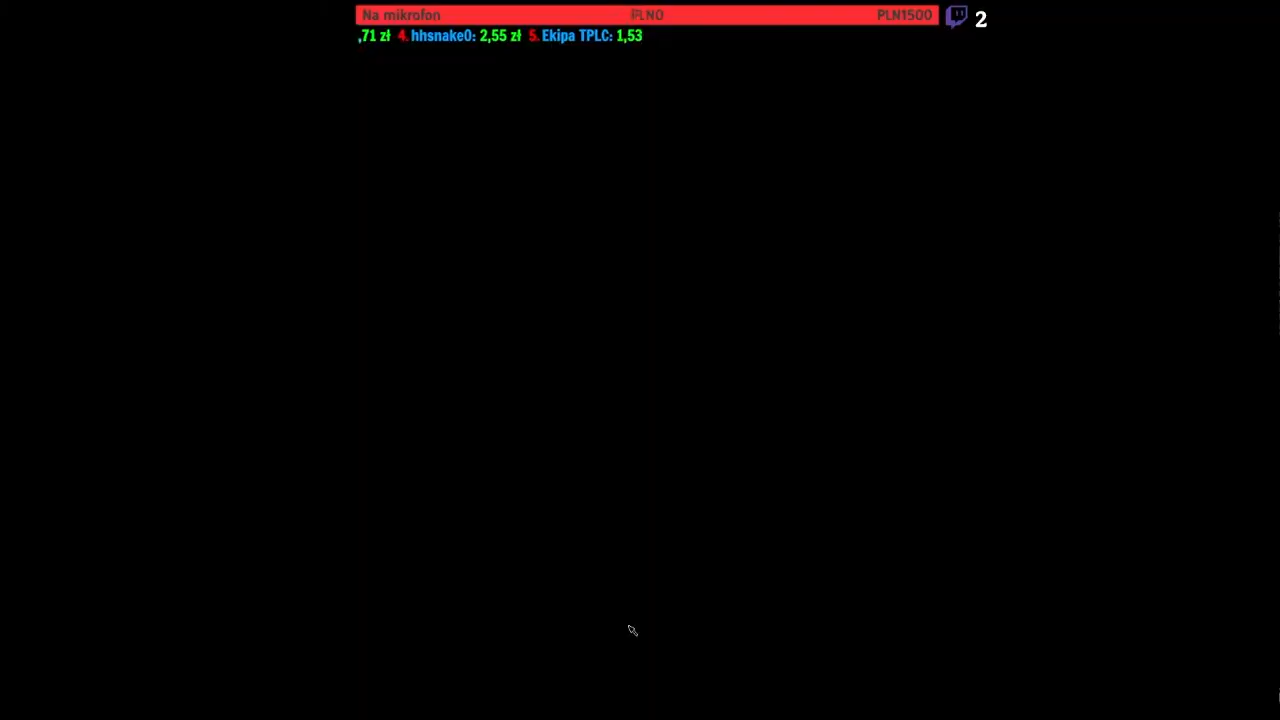 Na mikrofon PLN0 PLN1500 2
,71 zł 4. hhsnake0: 2,55 zł 5. Ekipa TPLC: 1,53